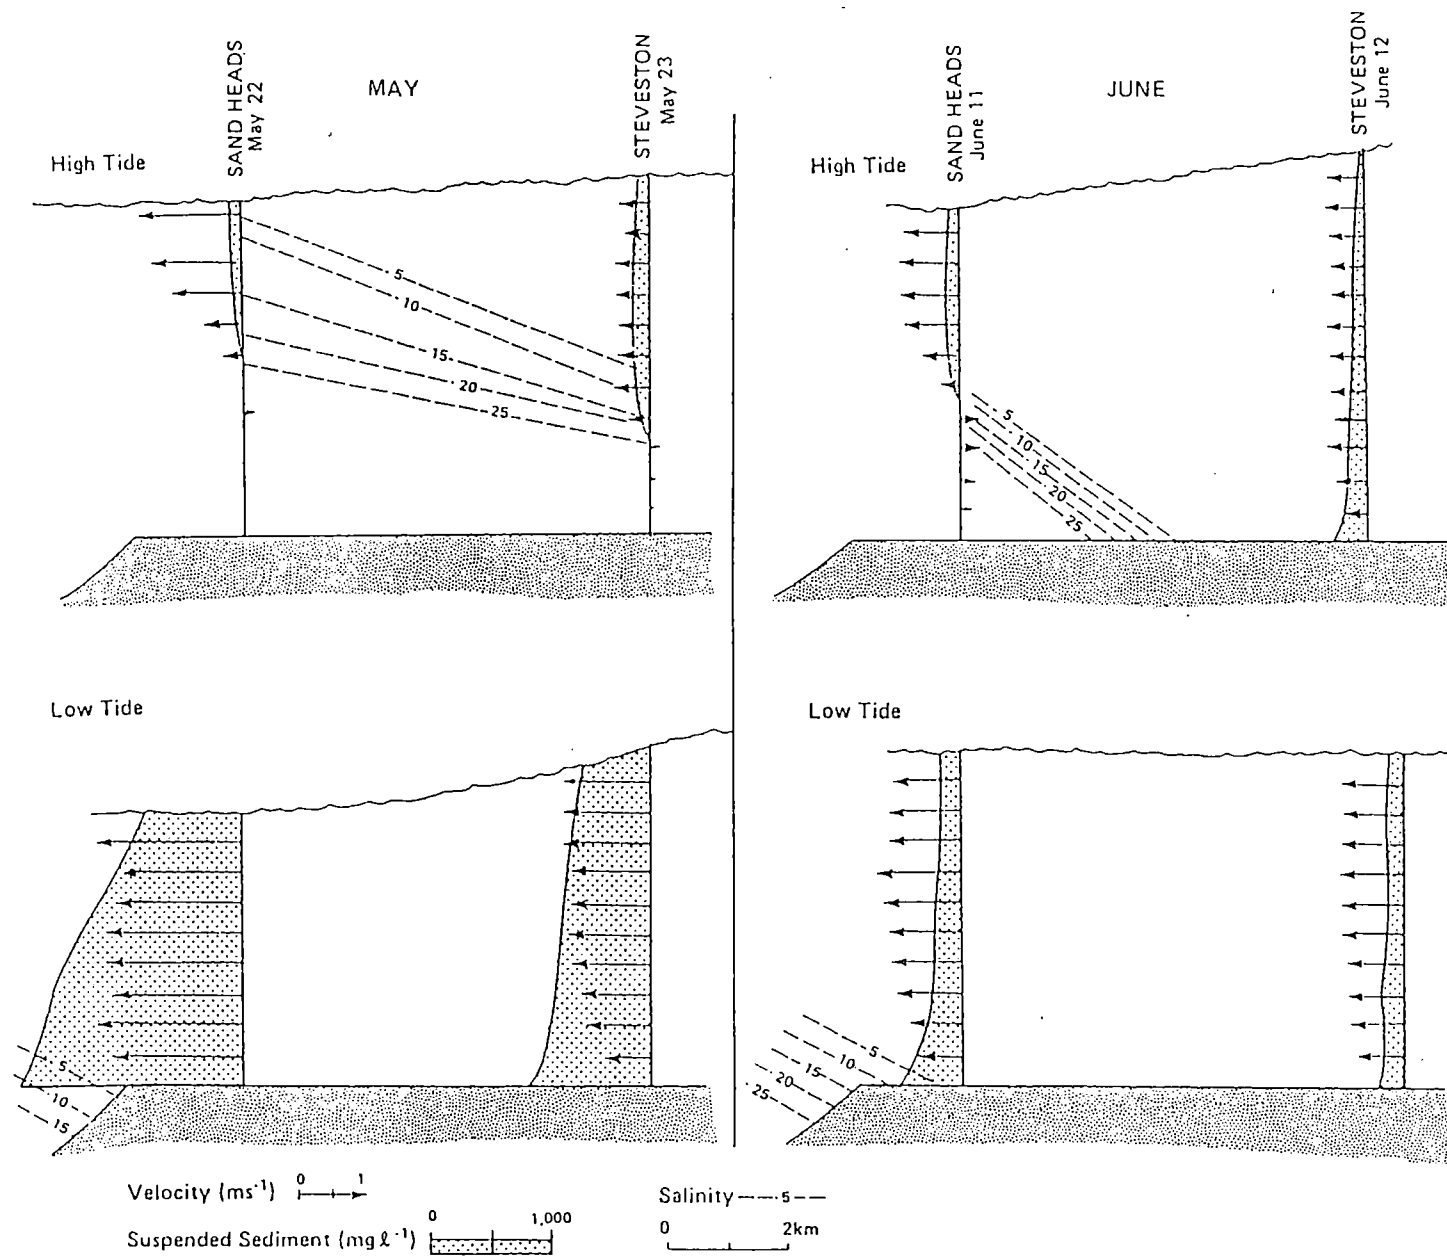 MAY
JUNE
SAND HEADS
May 22
STEVESTON
May 23
SAND HEADS
June 11
STEVESTON
June 12
High Tide
High Tide
5
10
15
20
25
5
10
15
20
25
Low Tide
Low Tide
5
10
15
5
10
15
20
25
Velocity (ms⁻¹) 0 1
Suspended Sediment (mg ℓ⁻¹) 0 1,000
Salinity 5
0 2km